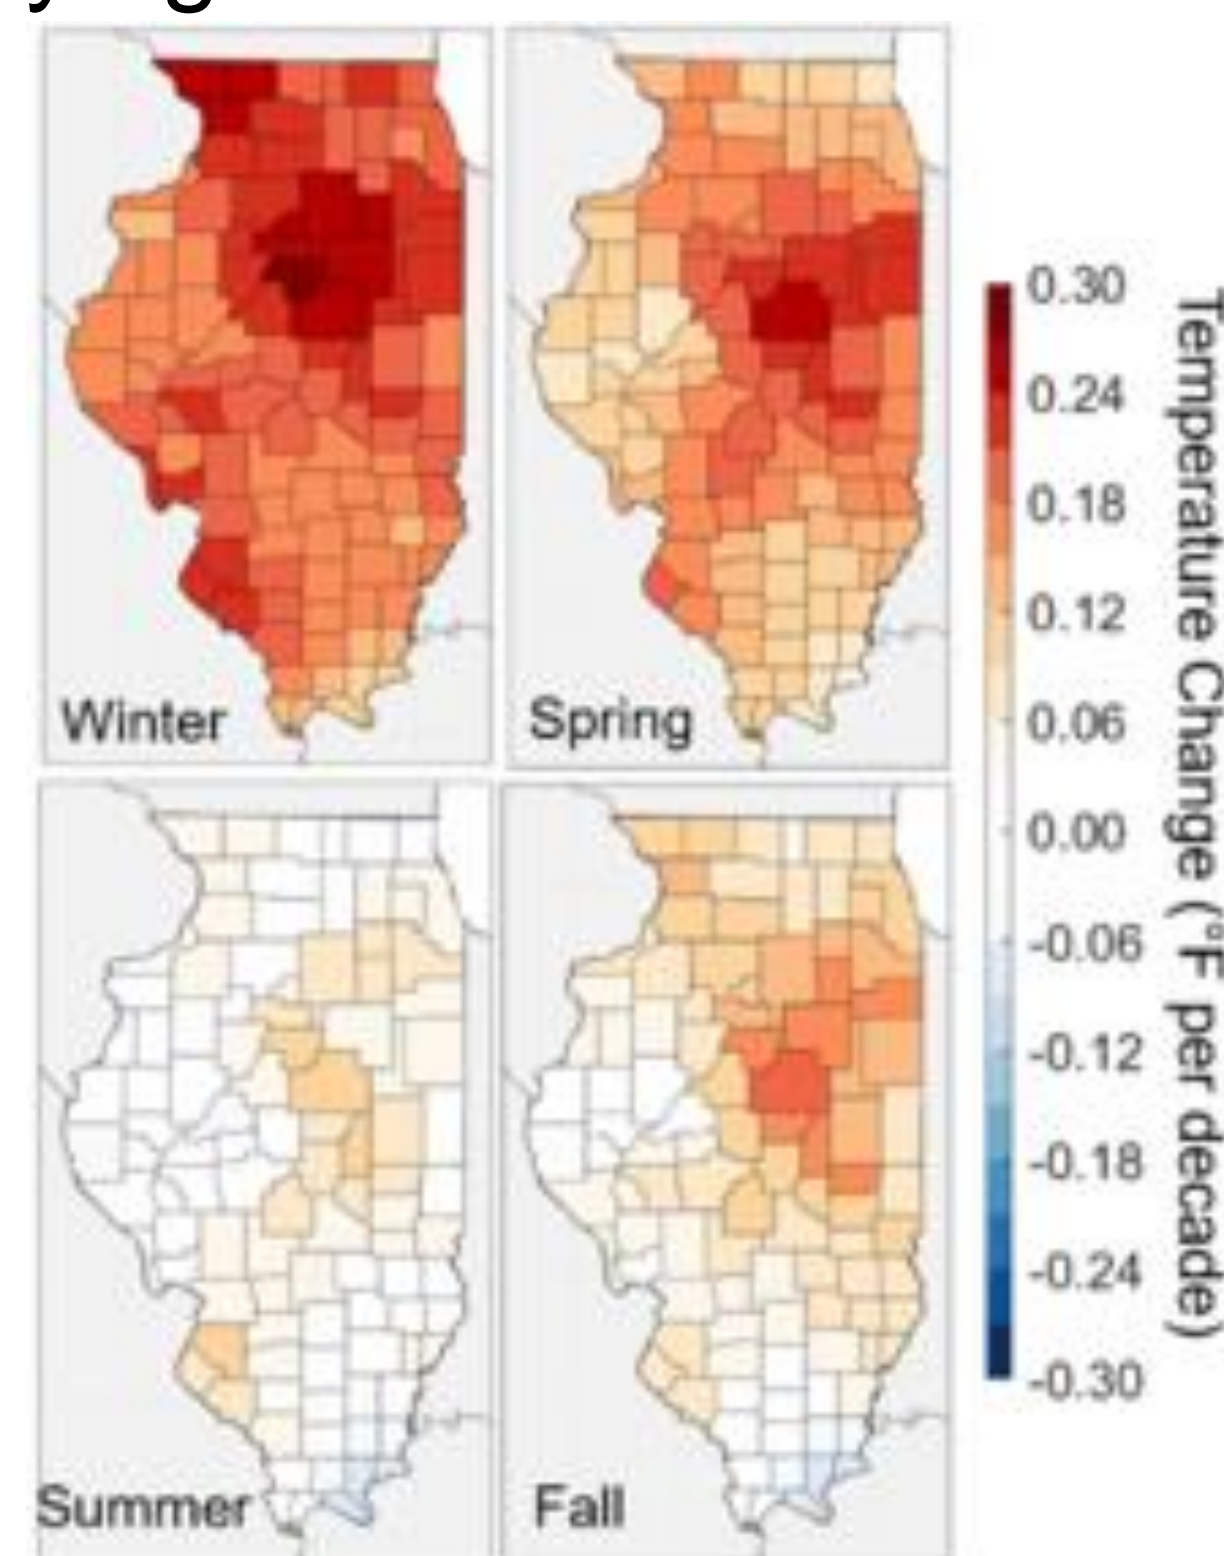 Winter
Spring
Summer
Fall
0.30
0.24
0.18
0.12
0.06
0.00
-0.06
-0.12
-0.18
-0.24
-0.30
Temperature Change (°F per decade)